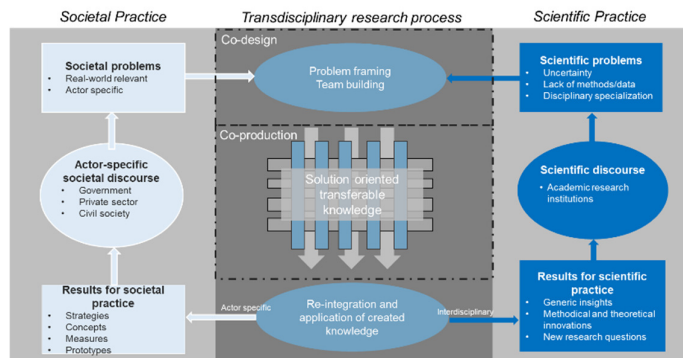 Societal Practice
Transdisciplinary research process
Scientific Practice
Co-design
Societal problems
• Real-world relevant
• Actor specific
Problem framing
Team building
Scientific problems
• Uncertainty
• Lack of methods/data
• Disciplinary specialization
Co-production
Actor-specific
societal discourse
• Government
• Private sector
• Civil society
Solution oriented
transferable
knowledge
Scientific discourse
• Academic research
institutions
Results for societal
practice
• Strategies
• Concepts
• Measures
• Prototypes
Actor specific
Re-integration and
application of created
knowledge
Interdisciplinary
Results for scientific
practice
• Generic insights
• Methodical and theoretical
innovations
• New research questions